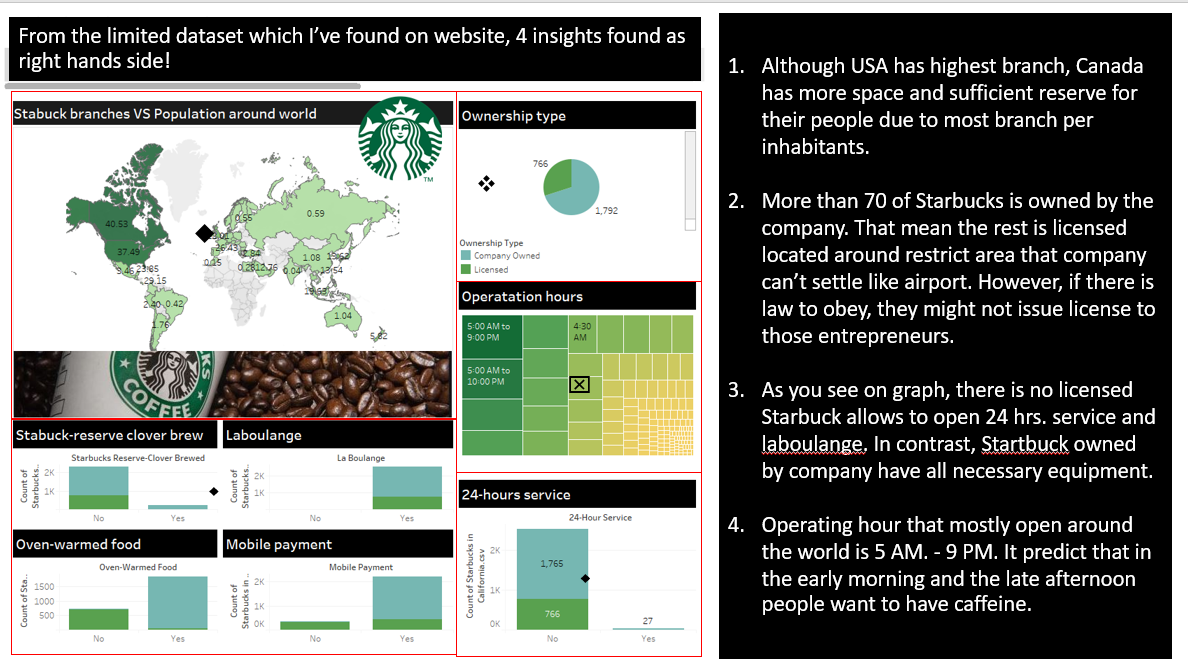 From the limited dataset which I've found on website, 4 insights found as
right hands side!
Stabuck branches VS Population around world
TM
40.53
37.49
0.59
0.55
26.43
2.84
0.15
1.08
13.54
0.04
9.46
23.85
29.15
2.40
0.42
1.76
1.04
5.82
COFFEE
Ownership type
766
1,792
Ownership Type
Company Owned
Licensed
Operatation hours
5:00 AM to
9:00 PM
4:30
AM
5:00 AM to
10:00 PM
Stabuck-reserve clover brew
Starbucks Reserve-Clover Brewed
Count of
Starbucks..
2K
1K
No
Yes
Laboulange
La Boulange
Count of
Starbucks..
2K
1K
No
Yes
Oven-warmed food
Oven-Warmed Food
Count of Sta..
1500
1000
500
No
Yes
Mobile payment
Mobile Payment
Count of
Starbucks in ..
2K
1K
0K
No
Yes
24-hours service
24-Hour Service
Count of Starbucks in
California.csv
2K
1K
0K
1,765
766
27
No
Yes
1. Although USA has highest branch, Canada
has more space and sufficient reserve for
their people due to most branch per
inhabitants.
2. More than 70 of Starbucks is owned by the
company. That mean the rest is licensed
located around restrict area that company
can't settle like airport. However, if there is
law to obey, they might not issue license to
those entrepreneurs.
3. As you see on graph, there is no licensed
Starbuck allows to open 24 hrs. service and
laboulange. In contrast, Startbuck owned
by company have all necessary equipment.
4. Operating hour that mostly open around
the world is 5 AM. - 9 PM. It predict that in
the early morning and the late afternoon
people want to have caffeine.